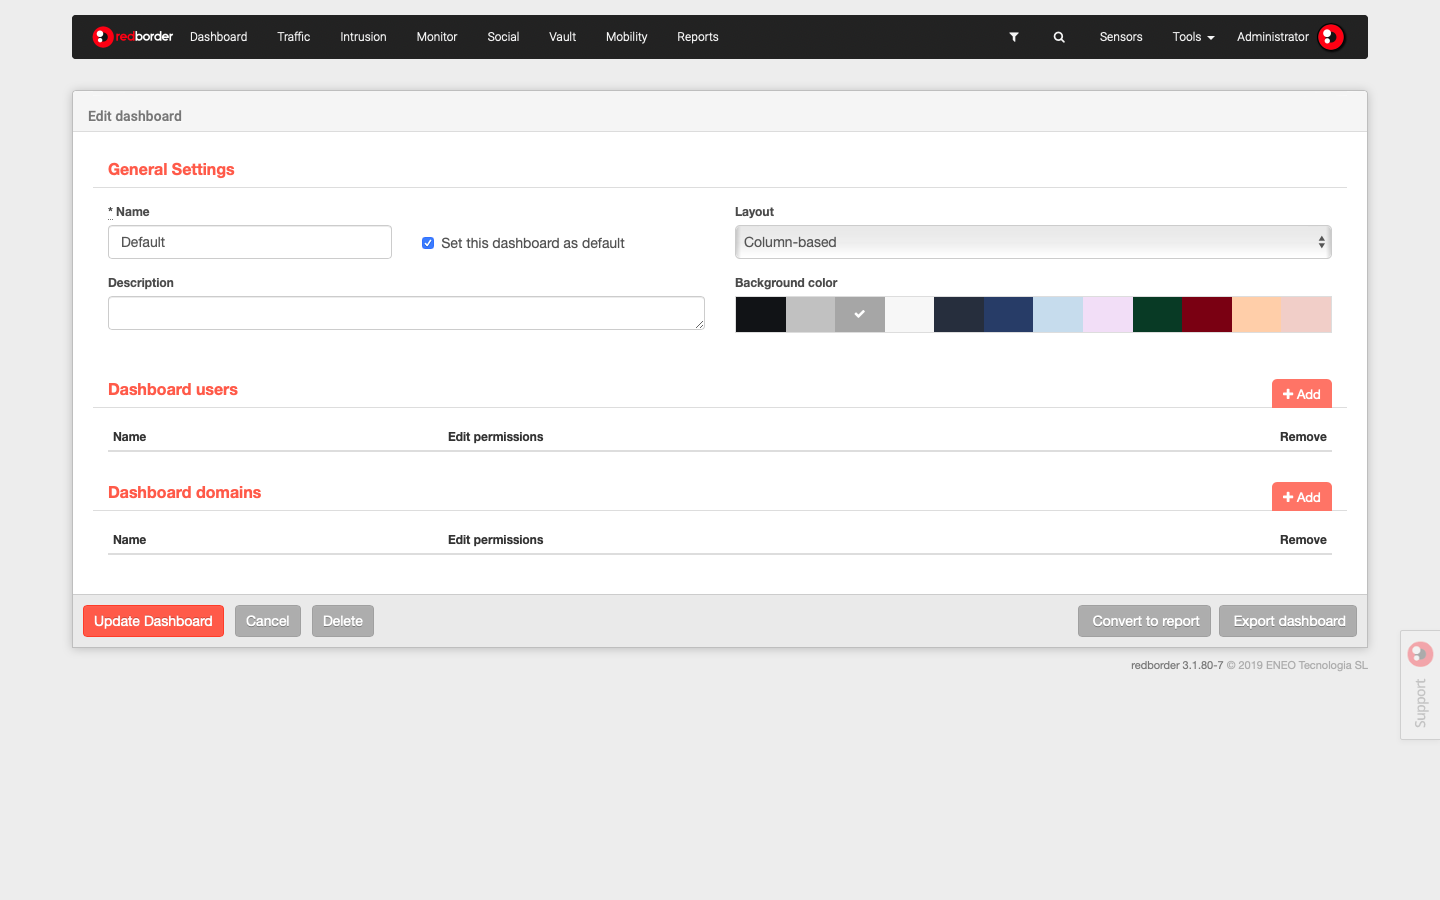 redborder Dashboard Traffic Intrusion Monitor Social Vault Mobility Reports Sensors Tools Administrator
Edit dashboard
General Settings
* Name
Layout
Default
Set this dashboard as default
Column-based
Description
Background color
Dashboard users
Add
Name Edit permissions Remove
Dashboard domains
Add
Name Edit permissions Remove
Update Dashboard Cancel Delete Convert to report Export dashboard
redborder 3.1.80-7 © 2019 ENEO Tecnologia SL
Support